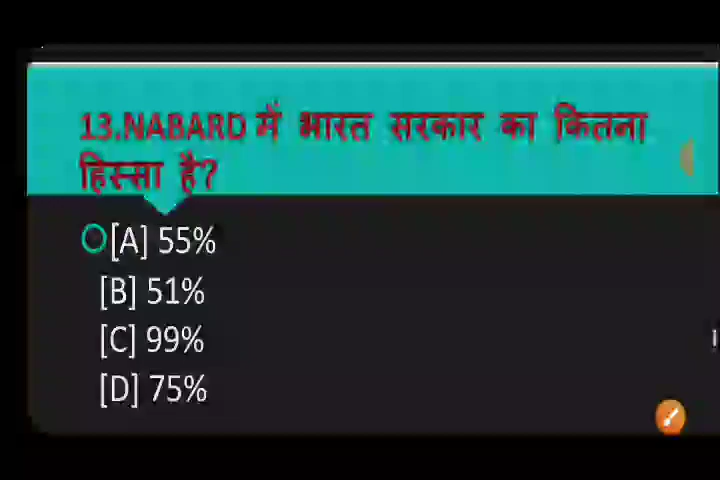 13.NABARD में भारत सरकार का कितना
हिस्सा है?
[A] 55%
[B] 51%
[C] 99%
[D] 75%